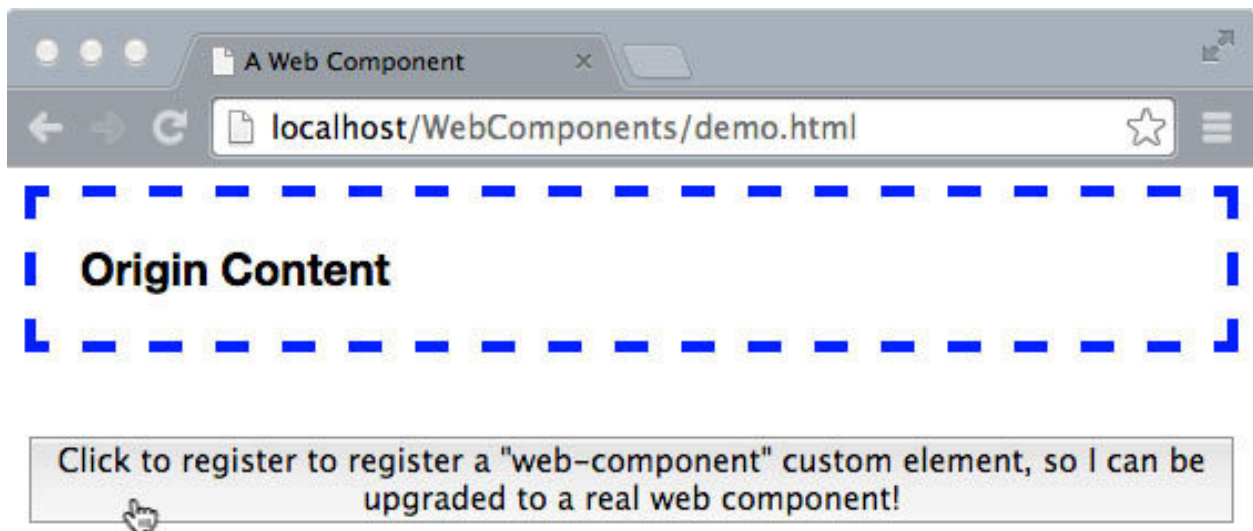 A Web Component
localhost/WebComponents/demo.html
Origin Content
Click to register to register a "web-component" custom element, so I can be
upgraded to a real web component!